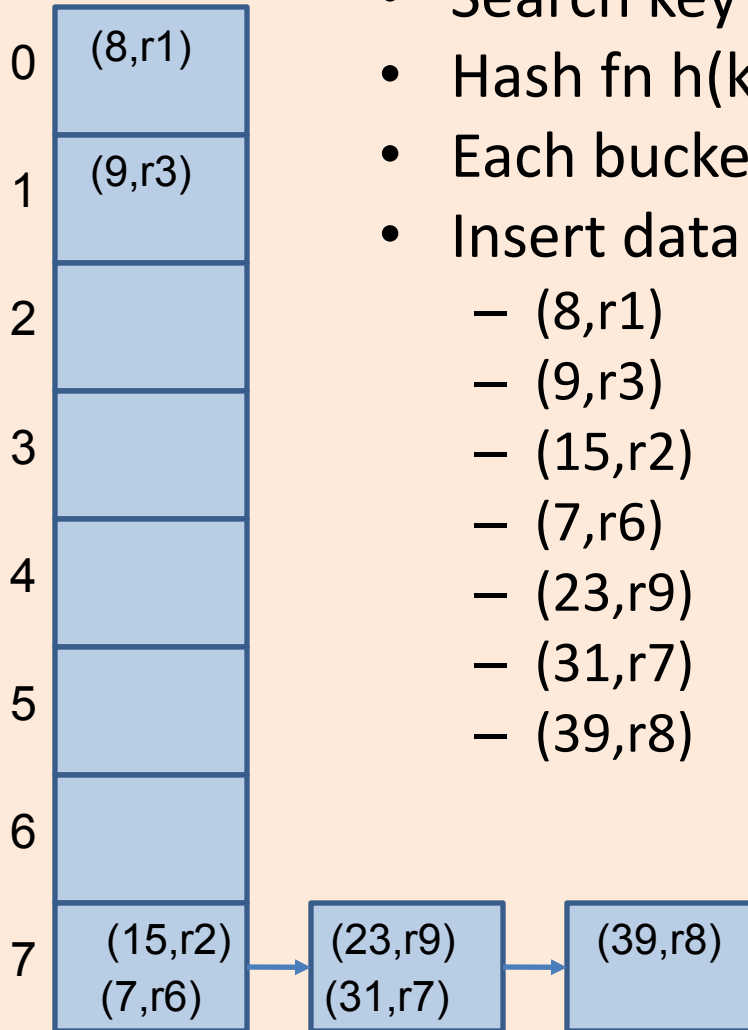 0 (8,r1)
1 (9,r3)
2
3
4
5
6
7 (15,r2) (23,r9) (39,r8)
(7,r6) (31,r7)
• Search key
• Hash fn h(k
• Each bucke
• Insert data
– (8,r1)
– (9,r3)
– (15,r2)
– (7,r6)
– (23,r9)
– (31,r7)
– (39,r8)